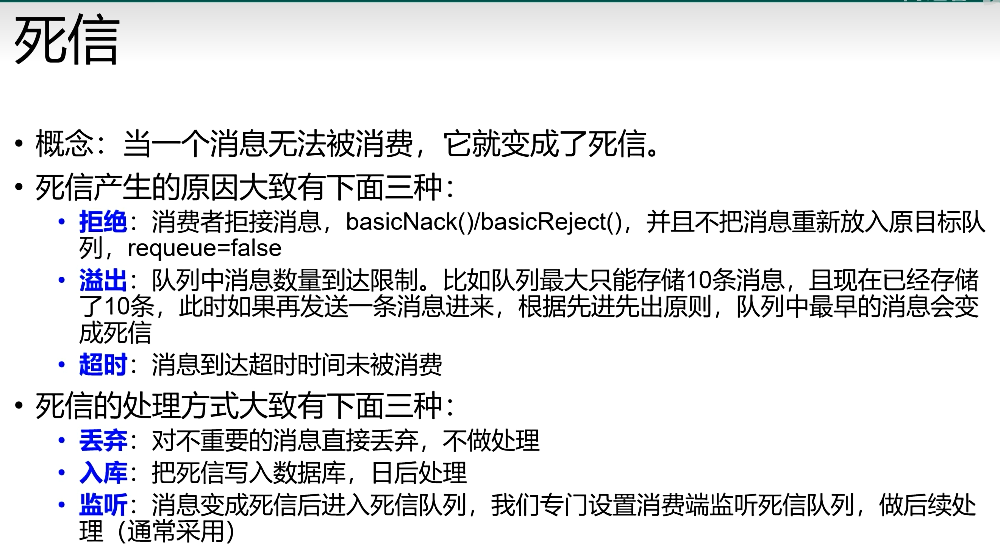 死信
• 概念：当一个消息无法被消费，它就变成了死信。
• 死信产生的原因大致有下面三种：
• 拒绝：消费者拒接消息，basicNack()/basicReject()，并且不把消息重新放入原目标队
列，requeue=false
• 溢出：队列中消息数量到达限制。比如队列最大只能存储10条消息，且现在已经存储
了10条，此时如果再发送一条消息进来，根据先进先出原则，队列中最早的消息会变
成死信
• 超时：消息到达超时时间未被消费
• 死信的处理方式大致有下面三种：
• 丢弃：对不重要的消息直接丢弃，不做处理
• 入库：把死信写入数据库，日后处理
• 监听：消息变成死信后进入死信队列，我们专门设置消费端监听死信队列，做后续处
理（通常采用）